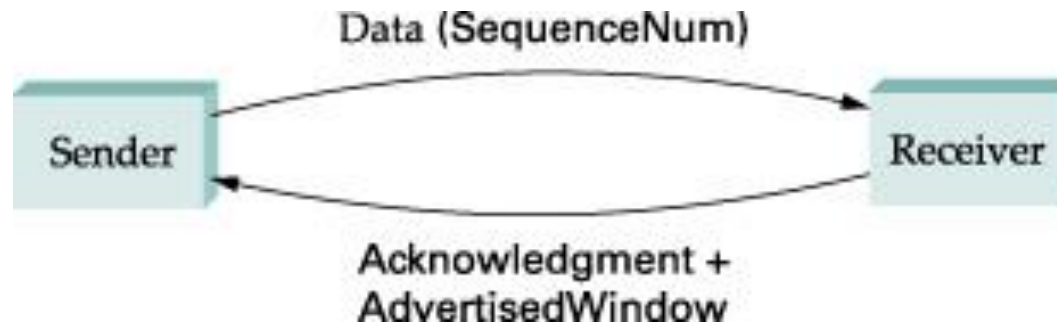 Data (SequenceNum)
Sender
Receiver
Acknowledgment +
AdvertisedWindow